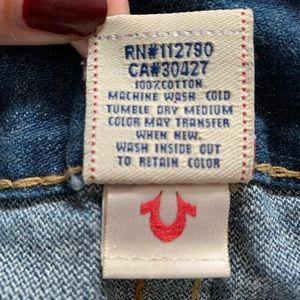 RN#112790
CA#30427
100%COTTON
MACHINE WASH COLD
TUMBLE DRY MEDIUM
COLOR MAY TRANSFER
WHEN NEW.
WASH INSIDE OUT
TO RETAIN COLOR